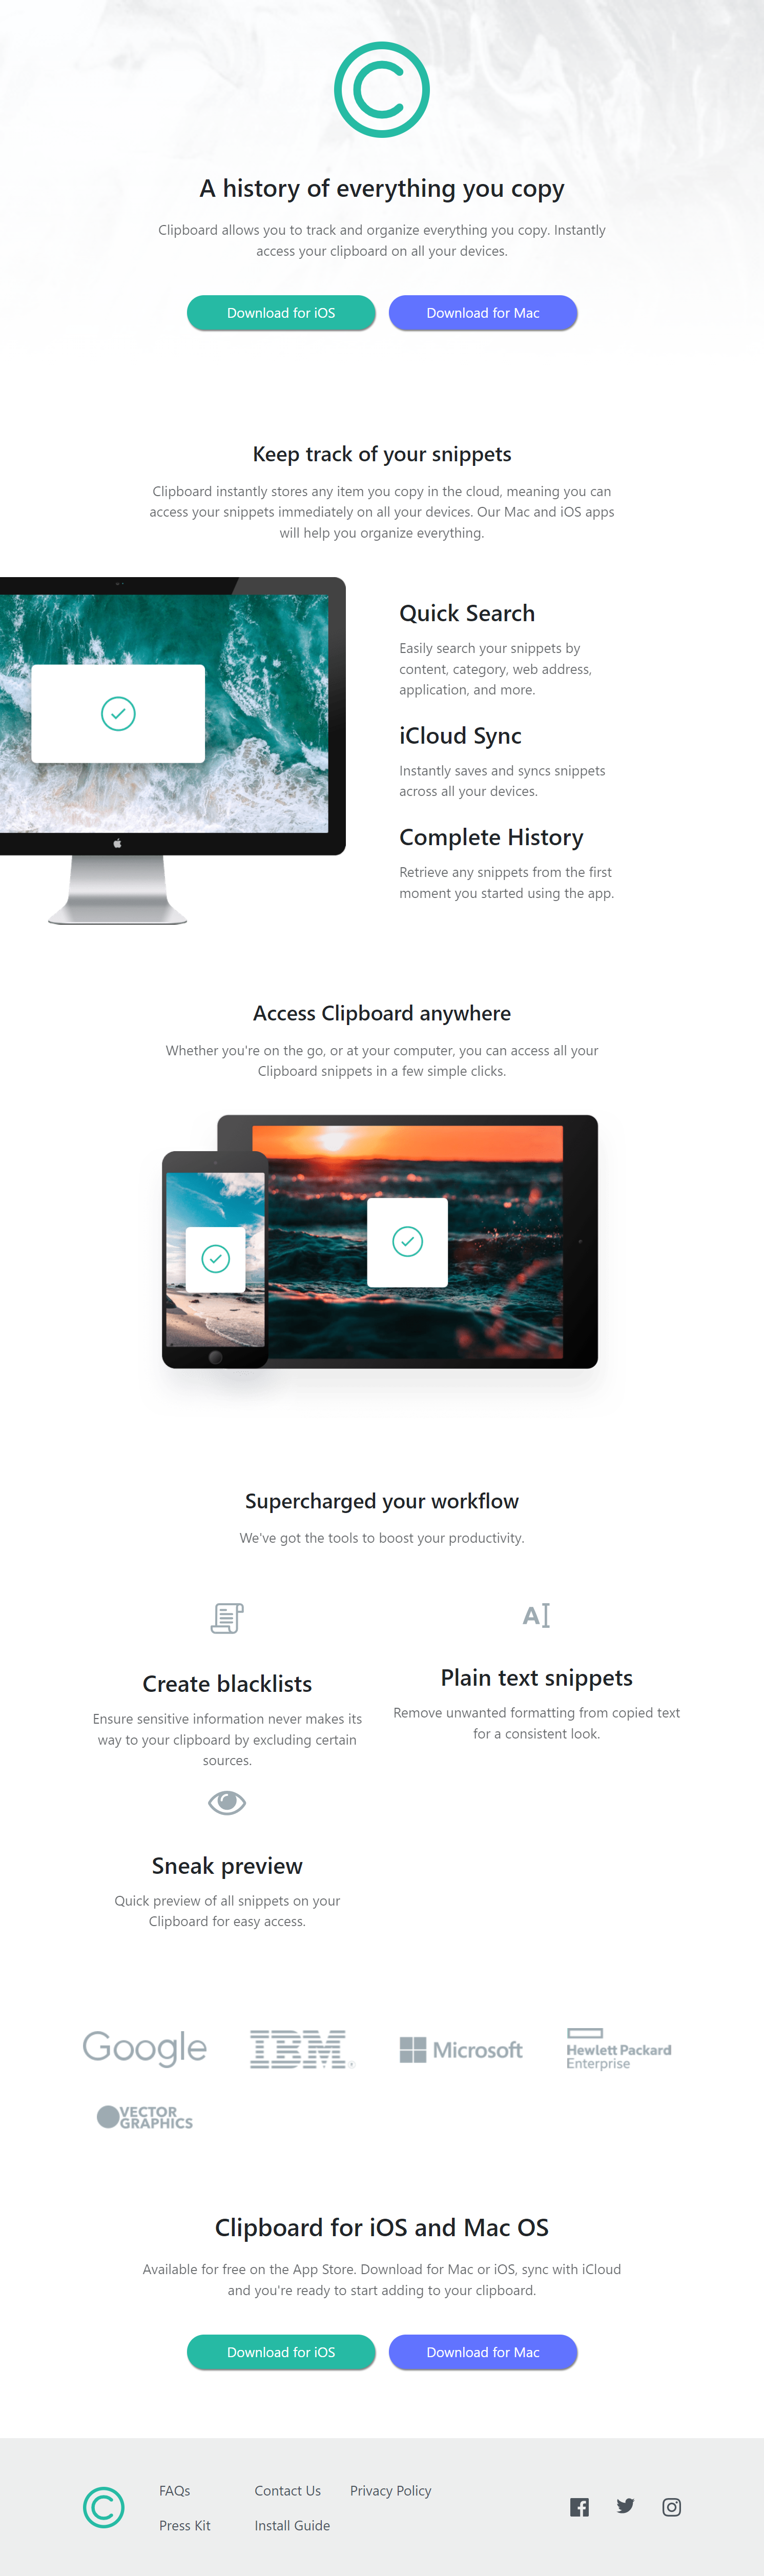 A history of everything you copy
Clipboard allows you to track and organize everything you copy. Instantly
access your clipboard on all your devices.
Download for iOS
Download for Mac
Keep track of your snippets
Clipboard instantly stores any item you copy in the cloud, meaning you can
access your snippets immediately on all your devices. Our Mac and iOS apps
will help you organize everything.
Quick Search
Easily search your snippets by
content, category, web address,
application, and more.
iCloud Sync
Instantly saves and syncs snippets
across all your devices.
Complete History
Retrieve any snippets from the first
moment you started using the app.
Access Clipboard anywhere
Whether you're on the go, or at your computer, you can access all your
Clipboard snippets in a few simple clicks.
Supercharged your workflow
We've got the tools to boost your productivity.
Create blacklists
Ensure sensitive information never makes its
way to your clipboard by excluding certain
sources.
AI
Plain text snippets
Remove unwanted formatting from copied text
for a consistent look.
Sneak preview
Quick preview of all snippets on your
Clipboard for easy access.
Google
IBM
Microsoft
Hewlett Packard
Enterprise
VECTOR
GRAPHICS
Clipboard for iOS and Mac OS
Available for free on the App Store. Download for Mac or iOS, sync with iCloud
and you're ready to start adding to your clipboard.
Download for iOS
Download for Mac
FAQs
Contact Us
Privacy Policy
Press Kit
Install Guide